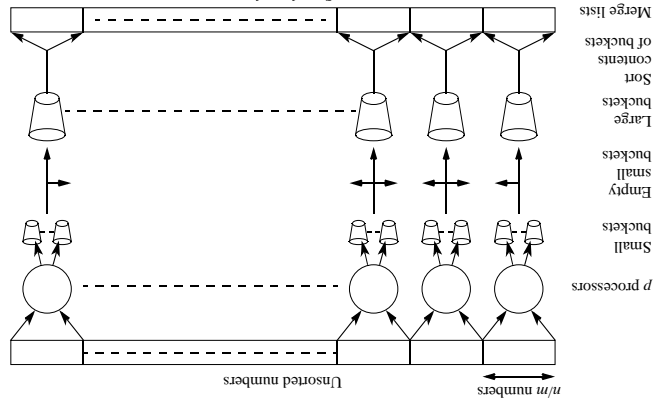 Unsorted numbers
n/m numbers
p processors
Small
buckets
Empty
small
buckets
Large
buckets
Sort
contents
of buckets
Merge lists